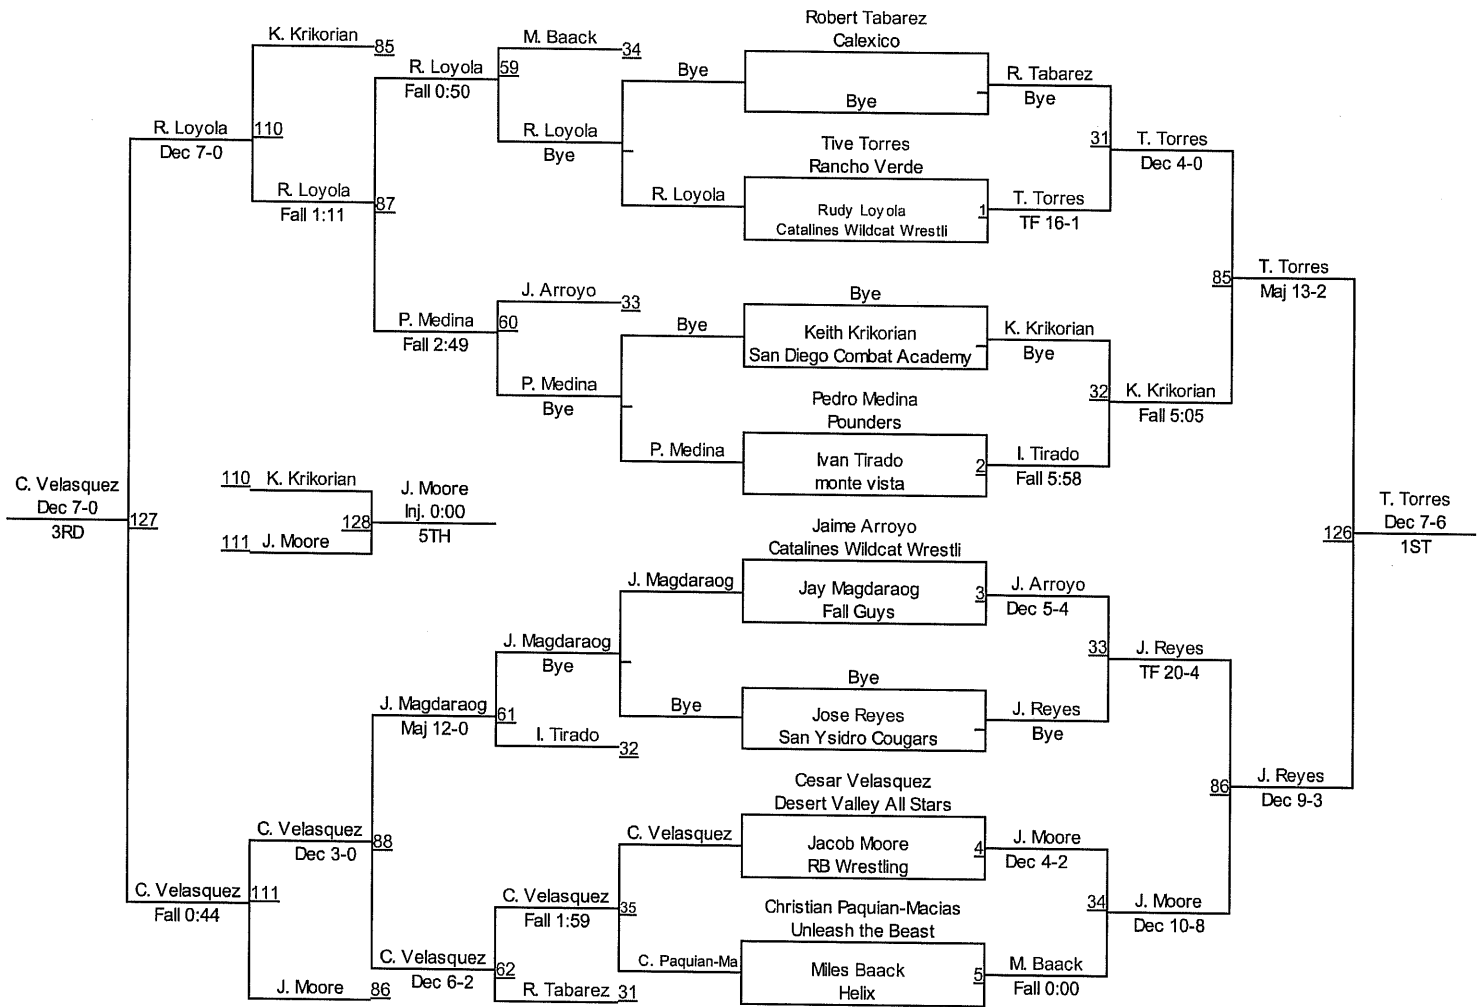 Robert Tabarez
Calexico
K. Krikorian
85
M. Baack
34
R. Loyola
59
Fall 0:50
Bye
Bye
R. Tabarez
Bye
R. Loyola
110
Dec 7-0
R. Loyola
Bye
Tive Torres
Rancho Verde
31
T. Torres
Dec 4-0
R. Loyola
87
Fall 1:11
R. Loyola
Rudy Loyola
Catalines Wildcat Wrestli
1
T. Torres
TF 16-1
J. Arroyo
33
Bye
85
T. Torres
Maj 13-2
P. Medina
60
Fall 2:49
Bye
Keith Krikorian
San Diego Combat Academy
K. Krikorian
Bye
P. Medina
Bye
Pedro Medina
Pounders
32
K. Krikorian
Fall 5:05
P. Medina
Ivan Tirado
monte vista
2
I. Tirado
Fall 5:58
C. Velasquez
Dec 7-0
127
3RD
110
K. Krikorian
J. Moore
Inj. 0:00
128
5TH
111
J. Moore
T. Torres
Dec 7-6
126
1ST
Jaime Arroyo
Catalines Wildcat Wrestli
J. Magdaraog
Jay Magdaraog
Fall Guys
3
J. Arroyo
Dec 5-4
J. Magdaraog
Bye
33
J. Reyes
TF 20-4
Bye
J. Magdaraog
61
Maj 12-0
Bye
Jose Reyes
San Ysidro Cougars
J. Reyes
Bye
I. Tirado
32
Cesar Velasquez
Desert Valley All Stars
86
J. Reyes
Dec 9-3
C. Velasquez
88
Dec 3-0
C. Velasquez
Jacob Moore
RB Wrestling
4
J. Moore
Dec 4-2
C. Velasquez
111
Fall 0:44
C. Velasquez
35
Fall 1:59
Christian Paquian-Macias
Unleash the Beast
34
J. Moore
Dec 10-8
C. Velasquez
62
Dec 6-2
C. Paquian-Ma
Miles Baack
Helix
5
M. Baack
Fall 0:00
J. Moore
86
R. Tabarez
31